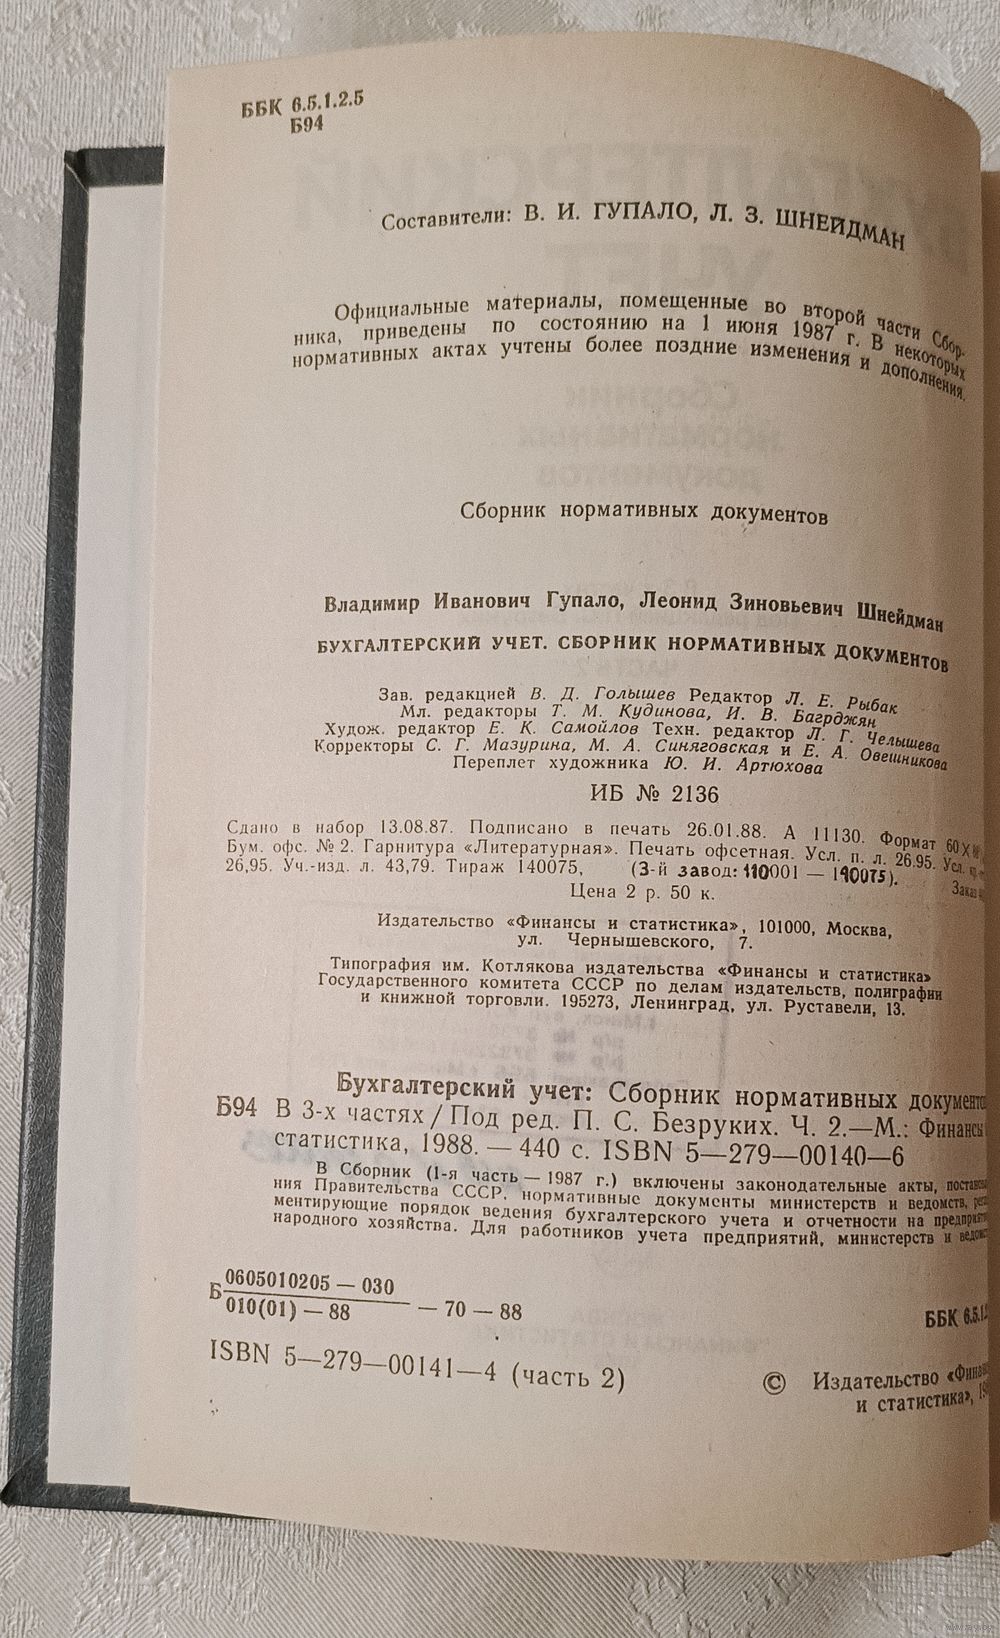 ББК 6.5.1.2.5
Б94
Составители: В. И. ГУПАЛО, Л. З. ШНЕЙДМАН
Официальные материалы, помещенные во второй части Сбор-
ника, приведены по состоянию на 1 июня 1987 г. В некоторых
нормативных актах учтены более поздние изменения и дополнения.
Сборник нормативных документов
Владимир Иванович Гупало, Леонид Зиновьевич Шнейдман
БУХГАЛТЕРСКИЙ УЧЕТ. СБОРНИК НОРМАТИВНЫХ ДОКУМЕНТОВ
Зав. редакцией В. Д. Голышев Редактор Л. Е. Рыбак
Мл. редакторы Т. М. Кудинова, И. В. Багрджян
Худож. редактор Е. К. Самойлов Техн. редактор Л. Г. Челышева
Корректоры С. Г. Мазурина, М. А. Синяговская и Е. А. Овешникова
Переплет художника Ю. И. Артюхова
ИБ № 2136
Сдано в набор 13.08.87. Подписано в печать 26.01.88. А 11130. Формат 60×
Бум. офс. № 2. Гарнитура «Литературная». Печать офсетная. Усл. п. л. 26.95. Усл.
26,95. Уч.-изд. л. 43,79. Тираж 140075, (3-й завод: 110001 — 140075). Заказ
Цена 2 р. 50 к.
Издательство «Финансы и статистика», 101000, Москва,
ул. Чернышевского, 7.
Типография им. Котлякова издательства «Финансы и статистика»
Государственного комитета СССР по делам издательств, полиграфии
и книжной торговли. 195273, Ленинград, ул. Руставели, 13.
Бухгалтерский учет: Сборник нормативных документо
Б94 В 3-х частях / Под ред. П. С. Безруких. Ч. 2.—М.: Финансы
статистика, 1988. — 440 с. ISBN 5—279—00140—6
В Сборник (1-я часть — 1987 г.) включены законодательные акты,
ния Правительства СССР, нормативные документы министерств и ведомств,
ментирующие порядок ведения бухгалтерского учета и отчетности на
народного хозяйства. Для работников учета предприятий, министерств и
Б 0605010205 — 030
010(01) — 88 — 70 — 88
ББК 6.5.1.
ISBN 5—279—00141—4 (часть 2)
© Издательство «Финан
и статистика»,